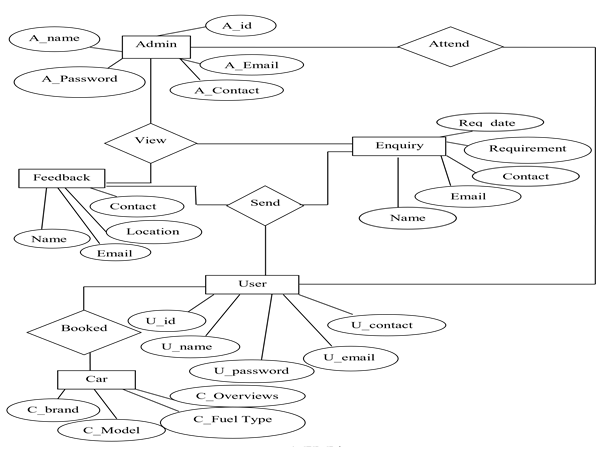 A_id
A_name
Admin
Attend
A_Email
A_Password
A_Contact
Req_date
View
Enquiry
Requirement
Feedback
Contact
Email
Contact
Send
Name
Location
Name
Email
User
U_id
U_contact
Booked
U_name
U_email
U_password
Car
C_Overviews
C_brand
C_Fuel Type
C_Model